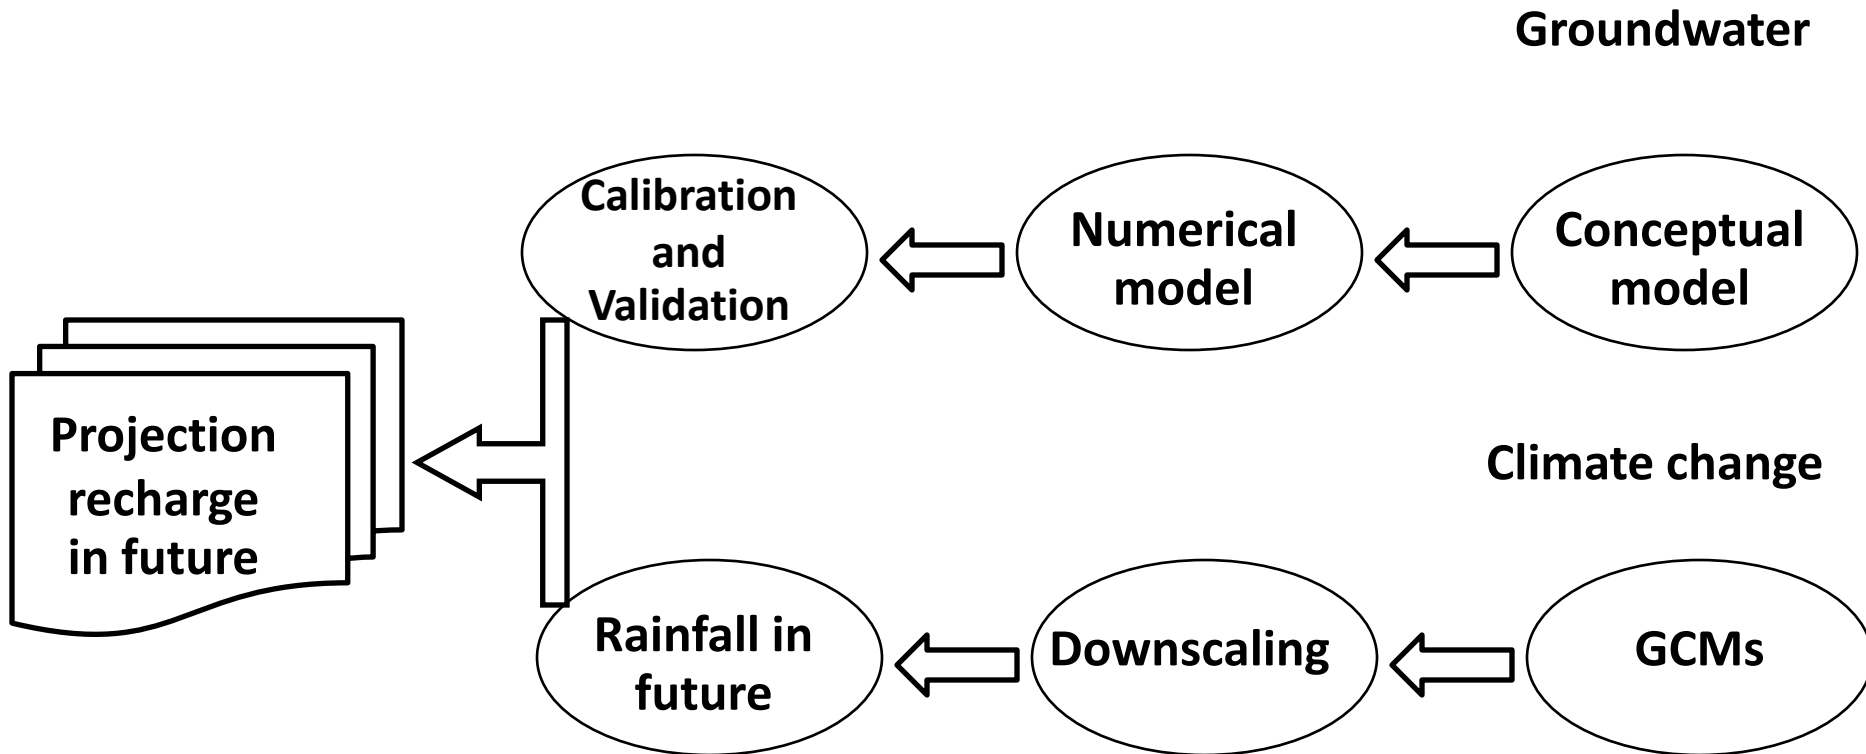 Groundwater
Calibration
and
Validation
Numerical
model
Conceptual
model
Projection
recharge
in future
Climate change
Rainfall in
future
Downscaling
GCMs